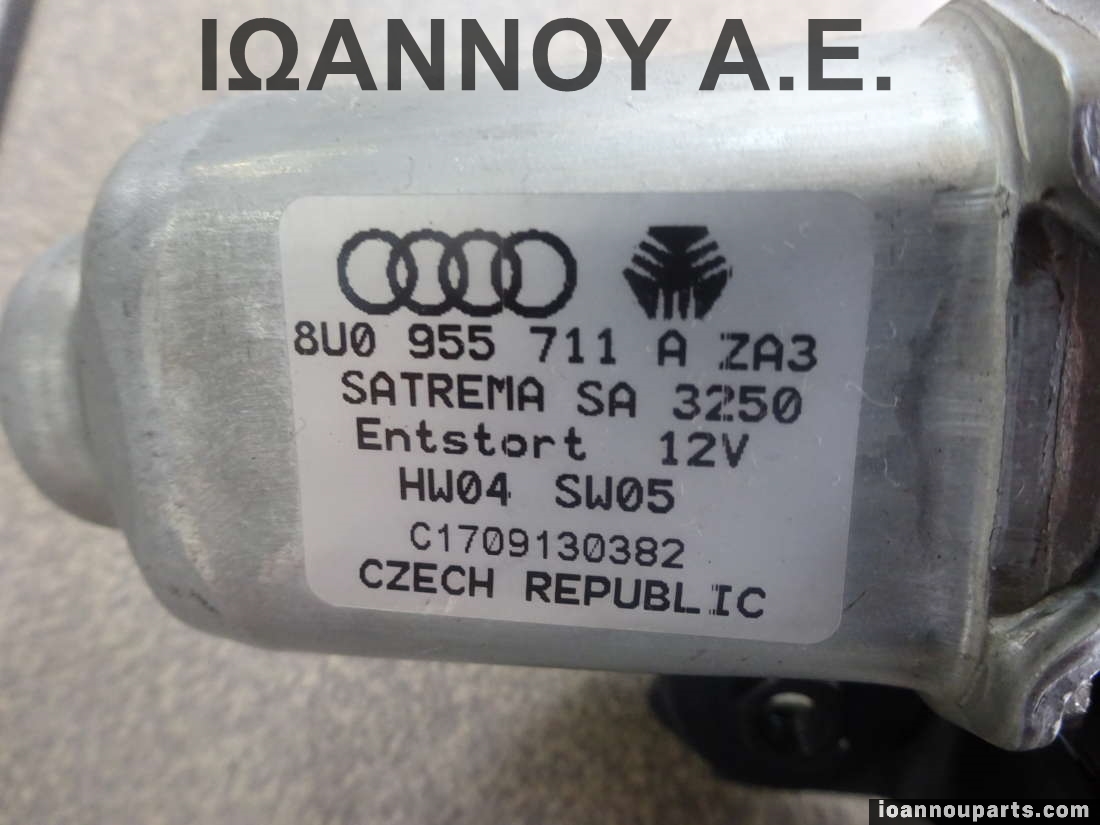 ΙΩΑΝΝΟΥ Α.Ε.
8U0 955 711 A ZA3
SATREMA SA 3250
Entstort 12V
HW04 SW05
C1709130382
CZECH REPUBLIC
ioannouparts.com